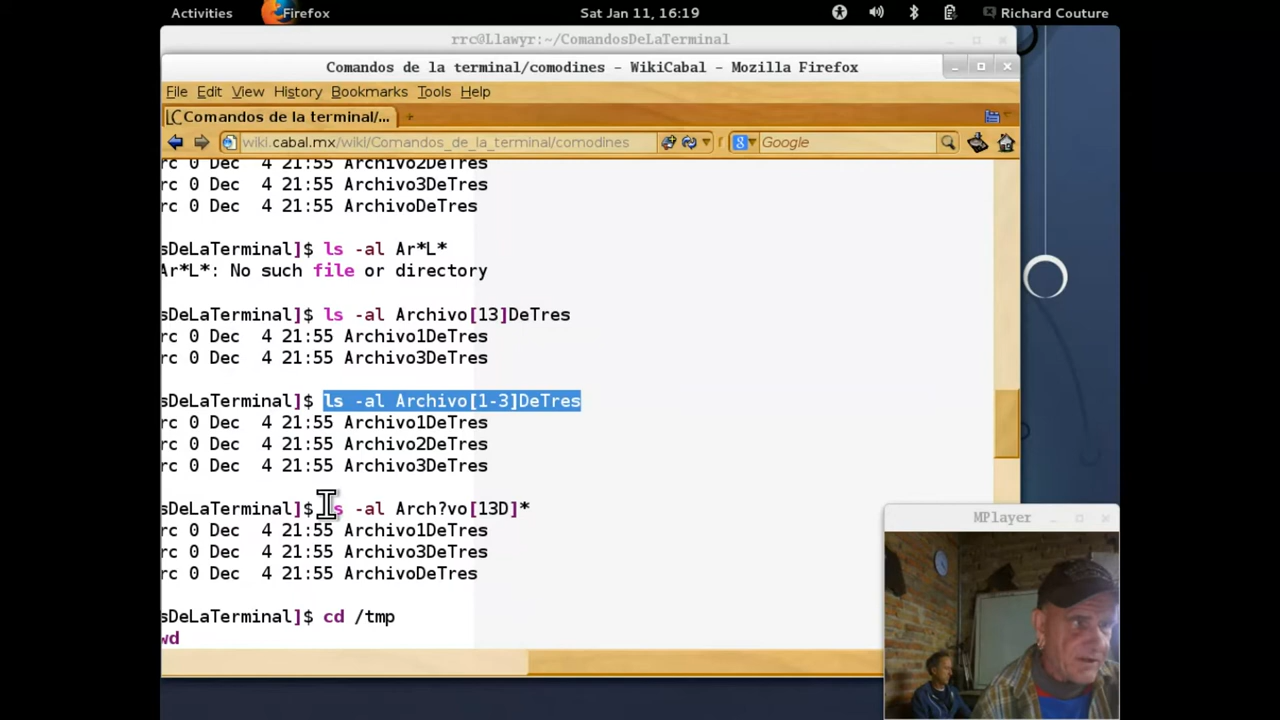 Activities Firefox Sat Jan 11, 16:19 Richard Couture
rrc@Llawyr:~/ComandosDeLaTerminal
Comandos de la terminal/comodines - WikiCabal - Mozilla Firefox
File Edit View History Bookmarks Tools Help
Comandos de la terminal/... +
wiki.cabal.mx/wiki/Comandos_de_la_terminal/comodines Google
rc 0 Dec 4 21:55 Archivo2DeTres
rc 0 Dec 4 21:55 Archivo3DeTres
rc 0 Dec 4 21:55 ArchivoDeTres
sDeLaTerminal]$ ls -al Ar*L*
Ar*L*: No such file or directory
sDeLaTerminal]$ ls -al Archivo[13]DeTres
rc 0 Dec 4 21:55 Archivo1DeTres
rc 0 Dec 4 21:55 Archivo3DeTres
sDeLaTerminal]$ ls -al Archivo[1-3]DeTres
rc 0 Dec 4 21:55 Archivo1DeTres
rc 0 Dec 4 21:55 Archivo2DeTres
rc 0 Dec 4 21:55 Archivo3DeTres
sDeLaTerminal]$ ls -al Arch?vo[13D]*
rc 0 Dec 4 21:55 Archivo1DeTres
rc 0 Dec 4 21:55 Archivo3DeTres
rc 0 Dec 4 21:55 ArchivoDeTres
sDeLaTerminal]$ cd /tmp
wd
MPlayer